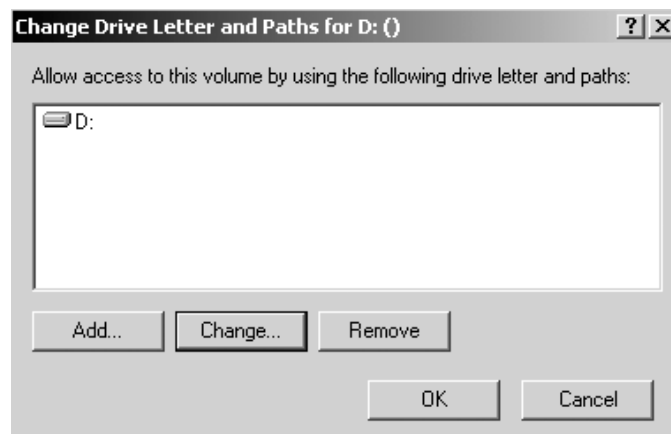 Change Drive Letter and Paths for D: ()
Allow access to this volume by using the following drive letter and paths:
D:
Add... Change... Remove
OK Cancel